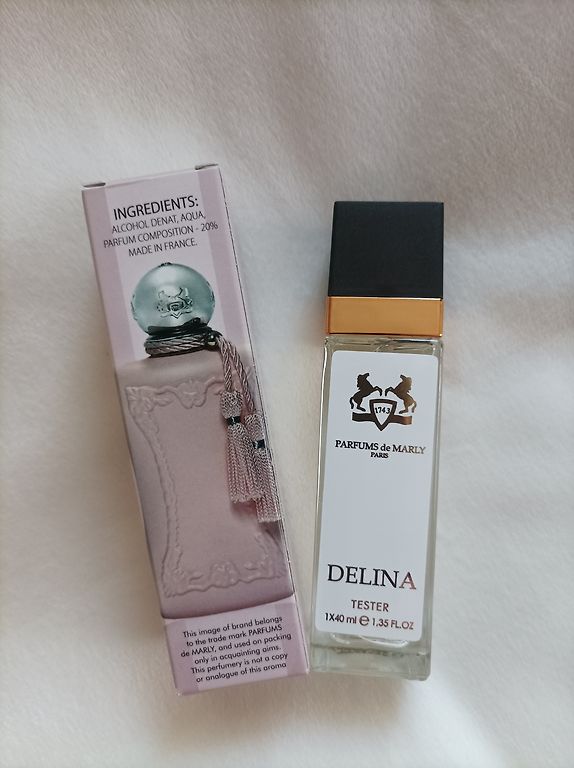 INGREDIENTS:
ALCOHOL DENAT, AQUA,
PARFUM COMPOSITION - 20%
MADE IN FRANCE.
This image of brand belongs
to the trade mark PARFUMS
de MARLY, and used on packing
only in acquainting aims.
This perfumery is not a copy
or analogue of this aroma
1743
PARFUMS de MARLY
PARIS
DELINA
TESTER
1X40 ml e 1,35 FL.OZ